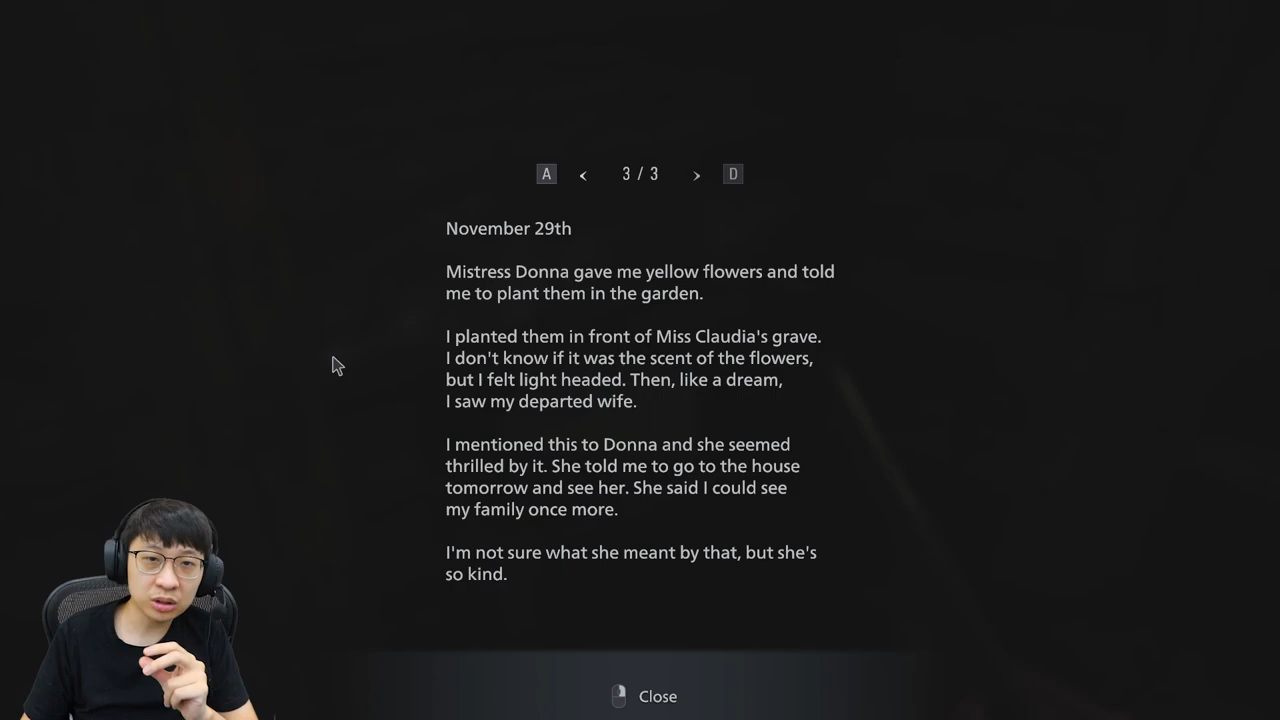 A < 3 / 3 > D
November 29th
Mistress Donna gave me yellow flowers and told
me to plant them in the garden.
I planted them in front of Miss Claudia's grave.
I don't know if it was the scent of the flowers,
but I felt light headed. Then, like a dream,
I saw my departed wife.
I mentioned this to Donna and she seemed
thrilled by it. She told me to go to the house
tomorrow and see her. She said I could see
my family once more.
I'm not sure what she meant by that, but she's
so kind.
Close